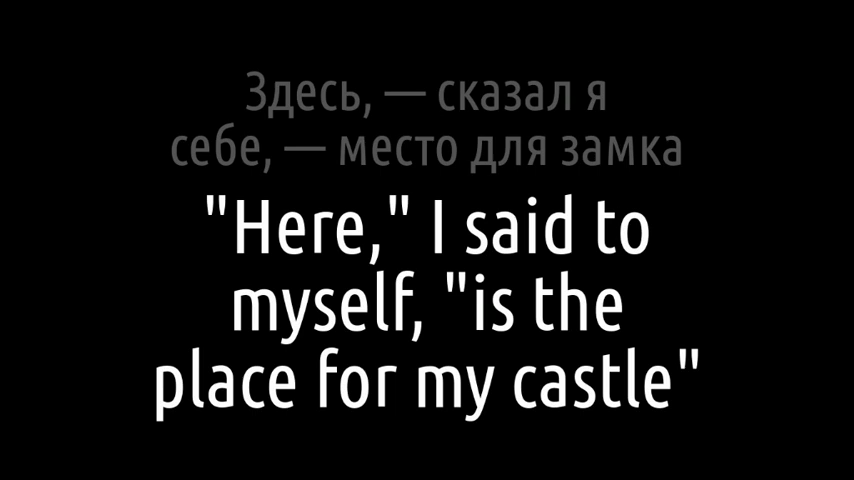 Здесь, — сказал я
себе, — место для замка
"Here," I said to
myself, "is the
place for my castle"